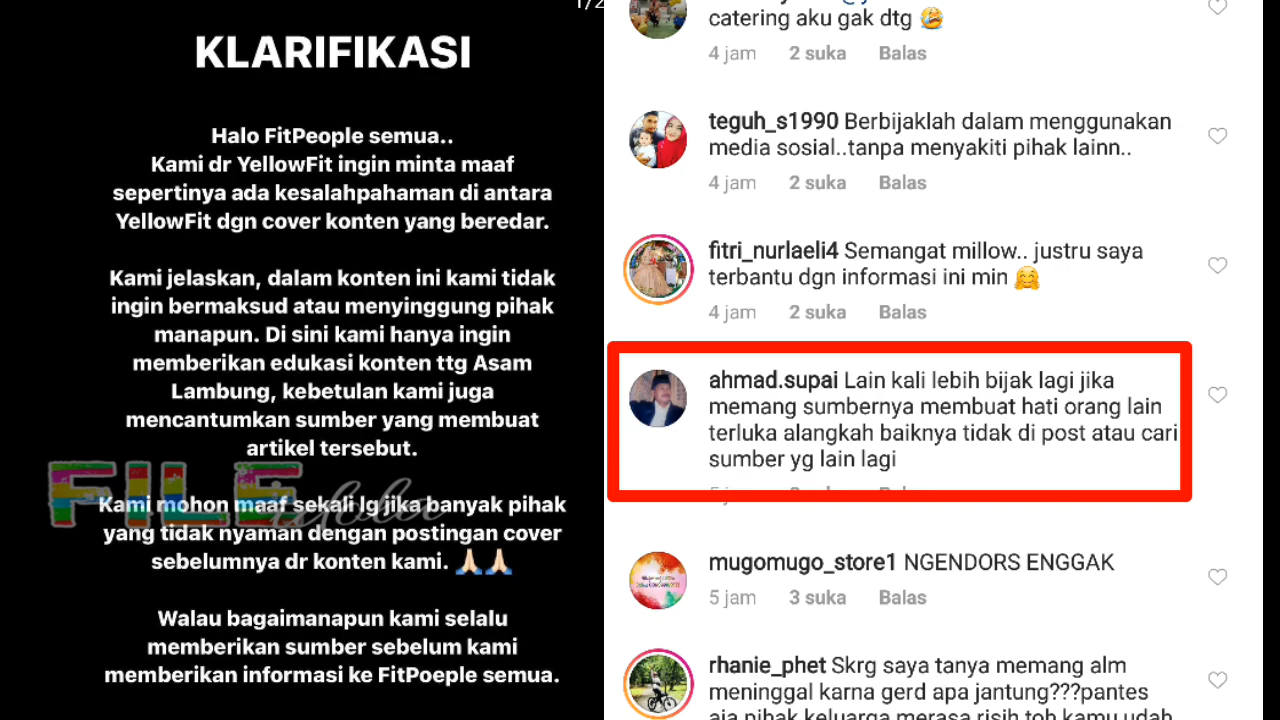 KLARIFIKASI
Halo FitPeople semua..
Kami dr YellowFit ingin minta maaf
sepertinya ada kesalahpahaman di antara
YellowFit dgn cover konten yang beredar.
Kami jelaskan, dalam konten ini kami tidak
ingin bermaksud atau menyinggung pihak
manapun. Di sini kami hanya ingin
memberikan edukasi konten ttg Asam
Lambung, kebetulan kami juga
mencantumkan sumber yang membuat
artikel tersebut.
FILE
Kami mohon maaf sekali lg jika banyak pihak
yang tidak nyaman dengan postingan cover
sebelumnya dr konten kami. 🙏🏻🙏🏻
Walau bagaimanapun kami selalu
memberikan sumber sebelum kami
memberikan informasi ke FitPoeple semua.
1/2
catering aku gak dtg 😭
4 jam 2 suka Balas
teguh_s1990 Berbijaklah dalam menggunakan
media sosial..tanpa menyakiti pihak lainn..
4 jam 2 suka Balas
fitri_nurlaeli4 Semangat millow.. justru saya
terbantu dgn informasi ini min 🤗
4 jam 2 suka Balas
ahmad.supai Lain kali lebih bijak lagi jika
memang sumbernya membuat hati orang lain
terluka alangkah baiknya tidak di post atau cari
sumber yg lain lagi
mugomugo_store1 NGENDORS ENGGAK
5 jam 3 suka Balas
rhanie_phet Skrg saya tanya memang alm
meninggal karna gerd apa jantung???pantes
aja pihak keluarga merasa risih toh kamu udah